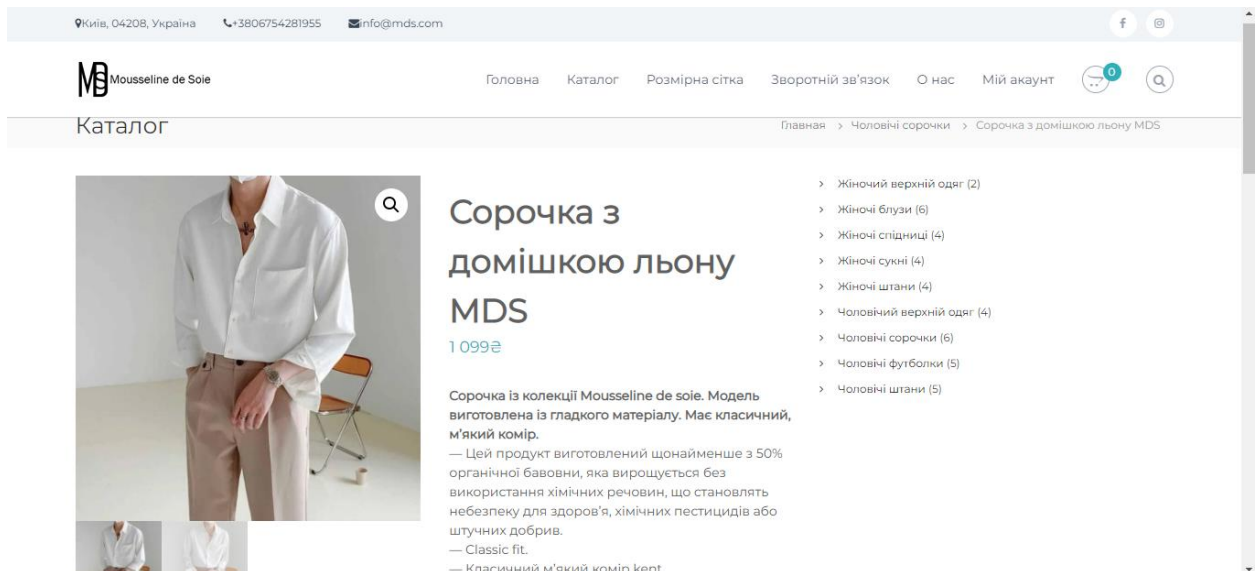 Київ, 04208, Україна +3806754281955 info@mds.com
MDS Mousseline de Soie
Головна Каталог Розмірна сітка Зворотній зв'язок О нас Мій акаунт 0
Каталог
Главная > Чоловічі сорочки > Сорочка з домішкою льону MDS
Сорочка з
домішкою льону
MDS
1 099₴
Сорочка із колекції Mousseline de soie. Модель
виготовлена із гладкого матеріалу. Має класичний,
м'який комір.
— Цей продукт виготовлений щонайменше з 50%
органічної бавовни, яка вирощується без
використання хімічних речовин, що становлять
небезпеку для здоров'я, хімічних пестицидів або
штучних добрив.
— Classic fit.
— Класичний м'який комір kent
> Жіночий верхній одяг (2)
> Жіночі блузи (6)
> Жіночі спідниці (4)
> Жіночі сукні (4)
> Жіночі штани (4)
> Чоловічий верхній одяг (4)
> Чоловічі сорочки (6)
> Чоловічі футболки (5)
> Чоловічі штани (5)